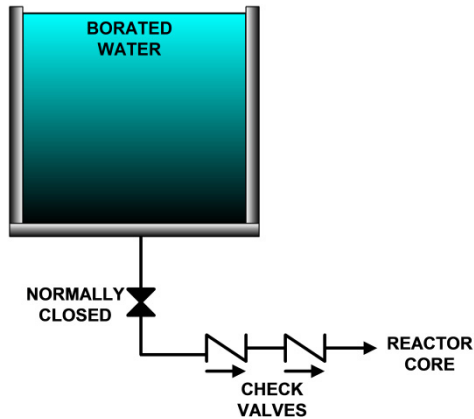 BORATED
WATER
NORMALLY
CLOSED
REACTOR
CORE
CHECK
VALVES